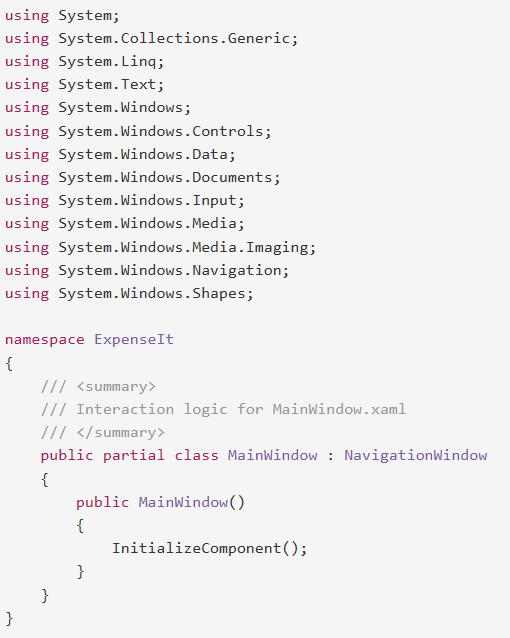 using System;
using System.Collections.Generic;
using System.Linq;
using System.Text;
using System.Windows;
using System.Windows.Controls;
using System.Windows.Data;
using System.Windows.Documents;
using System.Windows.Input;
using System.Windows.Media;
using System.Windows.Media.Imaging;
using System.Windows.Navigation;
using System.Windows.Shapes;

namespace ExpenseIt
{
    /// <summary>
    /// Interaction logic for MainWindow.xaml
    /// </summary>
    public partial class MainWindow : NavigationWindow
    {
        public MainWindow()
        {
            InitializeComponent();
        }
    }
}